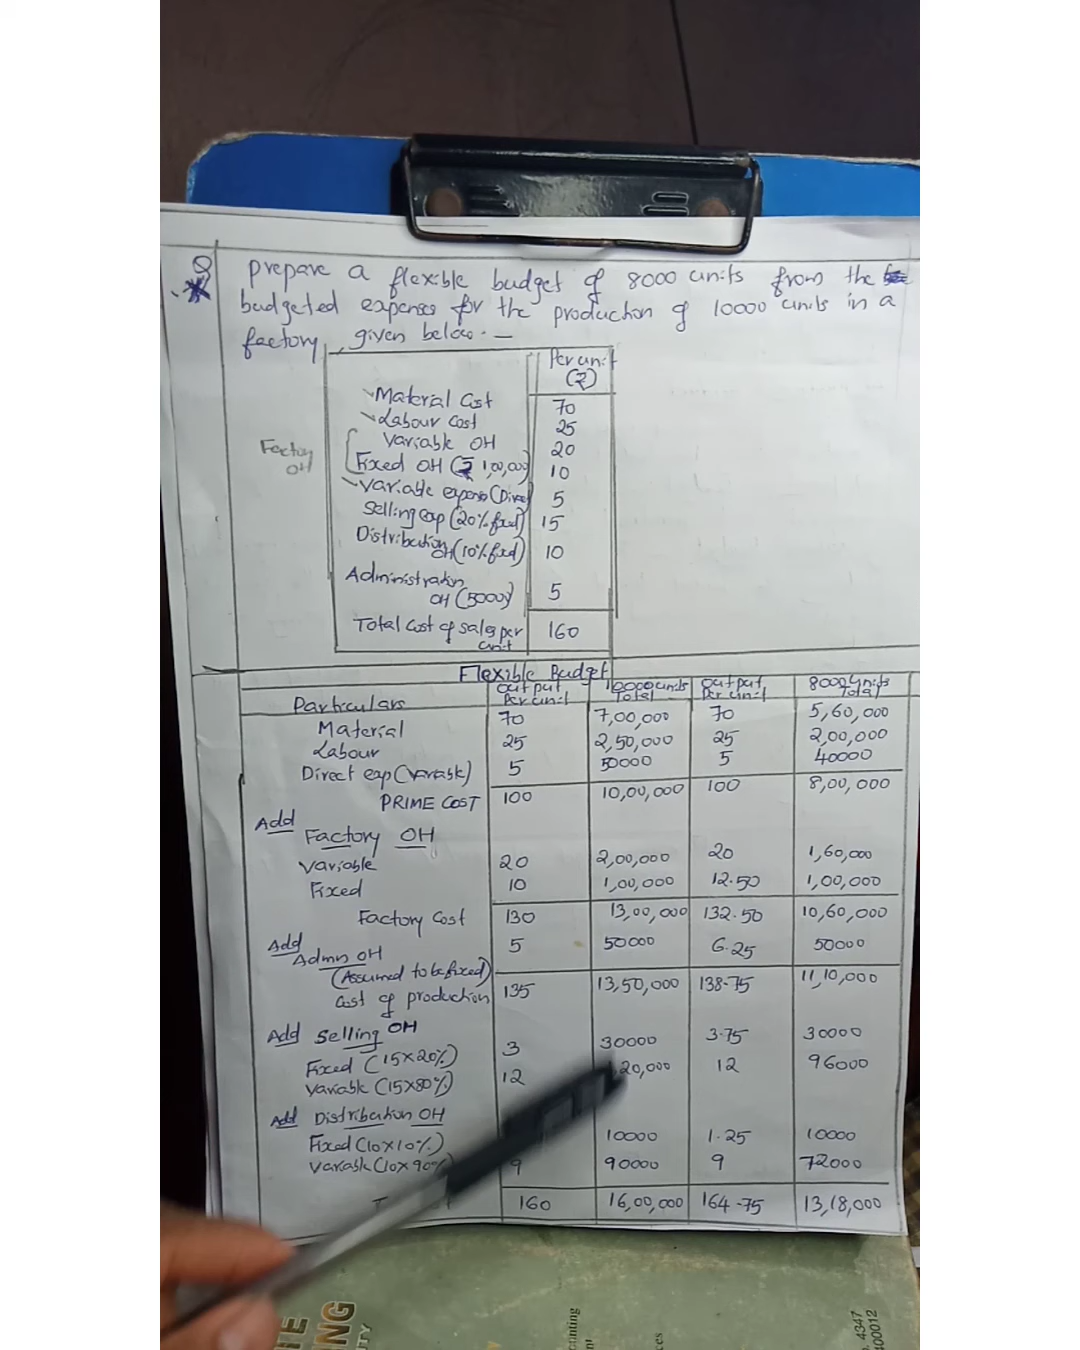 Q prepare a flexible budget of 8000 units from the
budgeted expenses for the production of 10000 units in a
factory, given below. —
Per unit
(₹)
Material Cost 70
Labour Cost 25
Variable OH 20
Factory OH
Fixed OH (₹ 1,00,000) 10
Variable expense (Direct) 5
Selling exp (20% fixed) 15
Distribution OH (10% fixed) 10
Administration
OH (50000) 5
Total Cost of sales per unit 160
Flexible Budget
Particulars Output Per unit 10000 units Total Output Per unit 8000 Units Total
Material 70 7,00,000 70 5,60,000
Labour 25 2,50,000 25 2,00,000
Direct exp (Variable) 5 50000 5 40000
PRIME COST 100 10,00,000 100 8,00,000
Add
Factory OH
Variable 20 2,00,000 20 1,60,000
Fixed 10 1,00,000 12.50 1,00,000
Factory Cost 130 13,00,000 132.50 10,60,000
Add
Admn OH 5 50000 6.25 50000
(Assumed to be fixed)
Cost of production 135 13,50,000 138.75 11,10,000
Add Selling OH
Fixed (15x20%) 3 30000 3.75 30000
Variable (15x80%) 12 20,000 12 96000
Add Distribution OH
Fixed (10x10%) 10000 1.25 10000
Variable (10x90% 9 90000 9 72000
160 16,00,000 164.75 13,18,000
4347